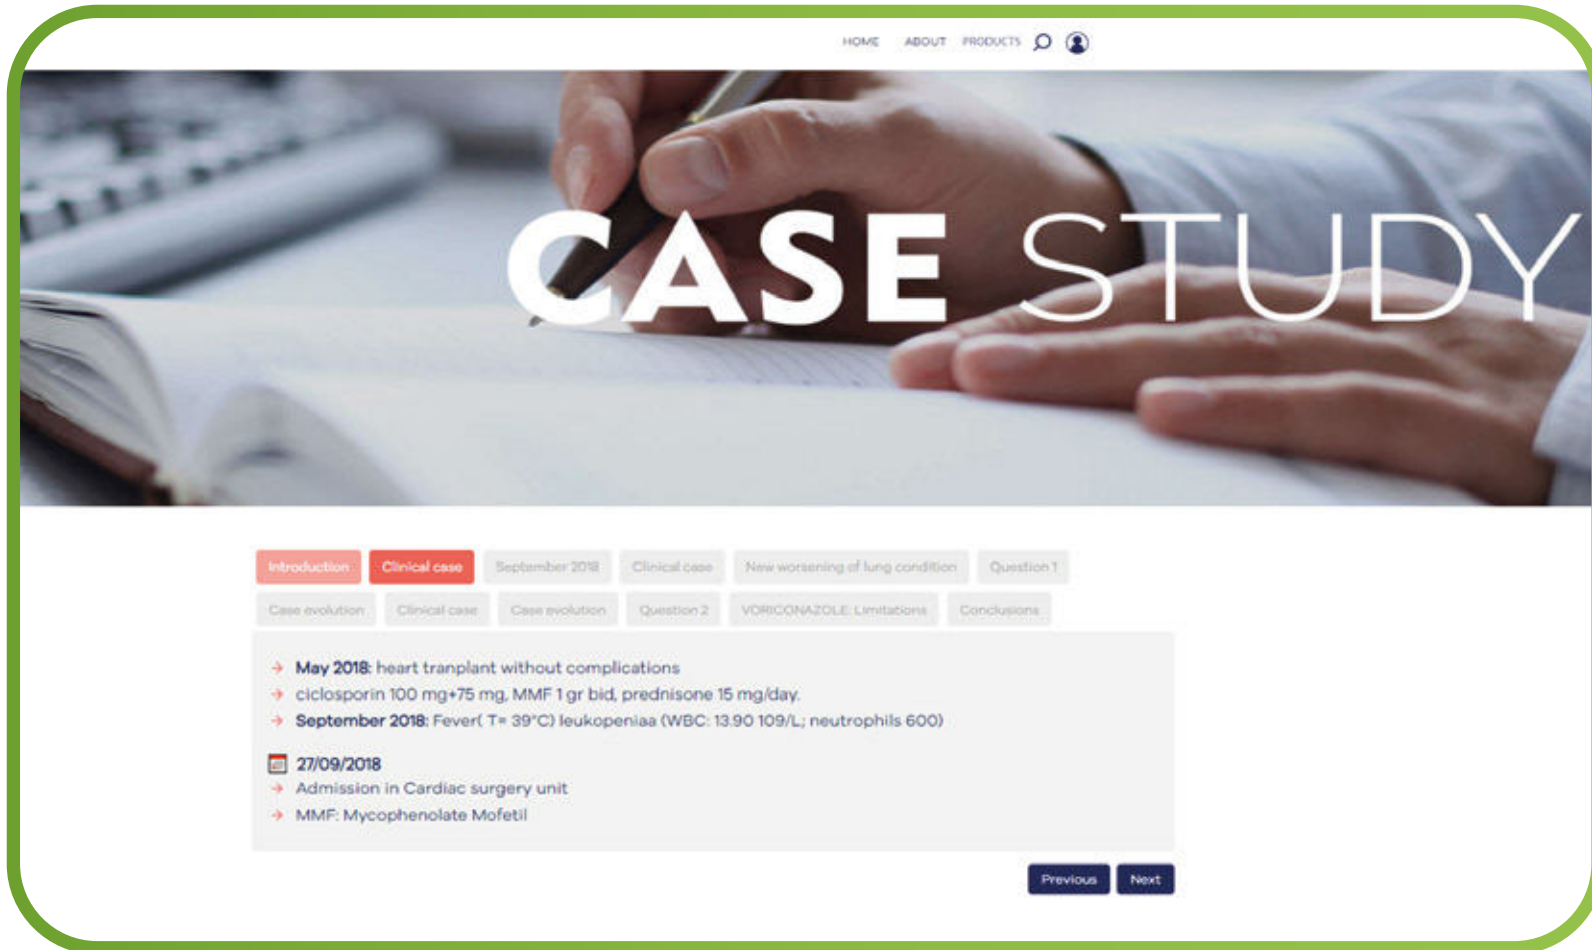 HOME ABOUT PRODUCTS
CASE STUDY
Introduction Clinical case September 2018 Clinical case New worsening of lung condition Question 1
Case evolution Clinical case Case evolution Question 2 VORICONAZOLE: Limitations Conclusions
→ May 2018: heart tranplant without complications
→ ciclosporin 100 mg+75 mg, MMF 1 gr bid, prednisone 15 mg/day.
→ September 2018: Fever( T= 39°C) leukopeniaa (WBC: 13.90 109/L; neutrophils 600)
27/09/2018
→ Admission in Cardiac surgery unit
→ MMF: Mycophenolate Mofetil
Previous Next